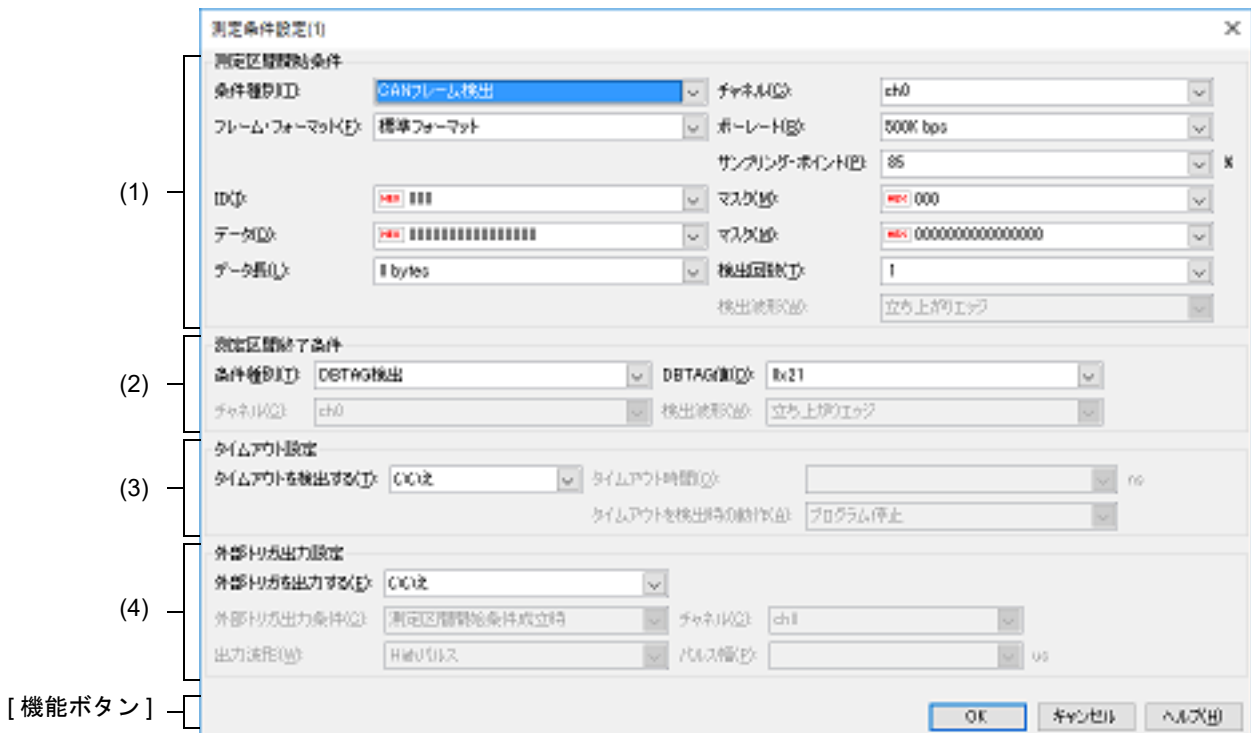 測定条件設定(1)
(1)
測定区間開始条件
条件種別(T): CANフレーム検出 チャネル(C): ch0
フレーム・フォーマット(F): 標準フォーマット ボーレート(B): 500K bps
サンプリング・ポイント(P): 85 %
ID(I): HEX マスク(M): HEX 000
データ(D): HEX マスク(M): HEX 0000000000000000
データ長(L): bytes 検出回数(T): 1
検出波形(W): 立ち上がりエッジ
(2)
測定区間終了条件
条件種別(T): DBTAG検出 DBTAG値(D): 0x21
チャネル(C): ch0 検出波形(W): 立ち上がりエッジ
(3)
タイムアウト設定
タイムアウトを検出する(T): いいえ タイムアウト時間(O): ns
タイムアウトを検出時の動作(A): プログラム停止
(4)
外部トリガ出力設定
外部トリガを出力する(E): いいえ
外部トリガ出力条件(C): 測定区間開始条件成立時 チャネル(C):
出力波形(W): Highパルス パルス幅(P): us
[ 機能ボタン ]
OK キャンセル ヘルプ(H)